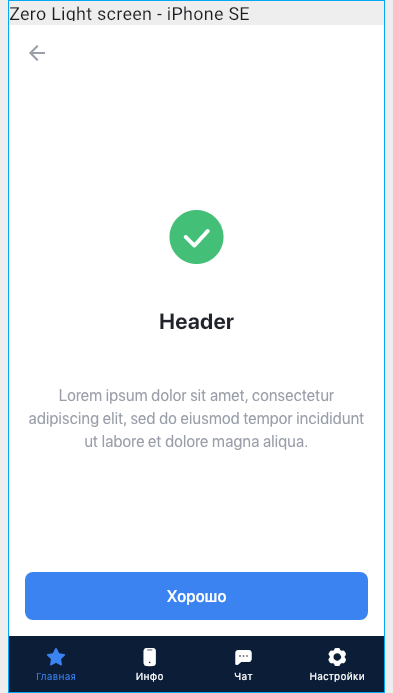 Zero Light screen - iPhone SE
Header
Lorem ipsum dolor sit amet, consectetur
adipiscing elit, sed do eiusmod tempor incididunt
ut labore et dolore magna aliqua.
Хорошо
Главная Инфо Чат Настройки